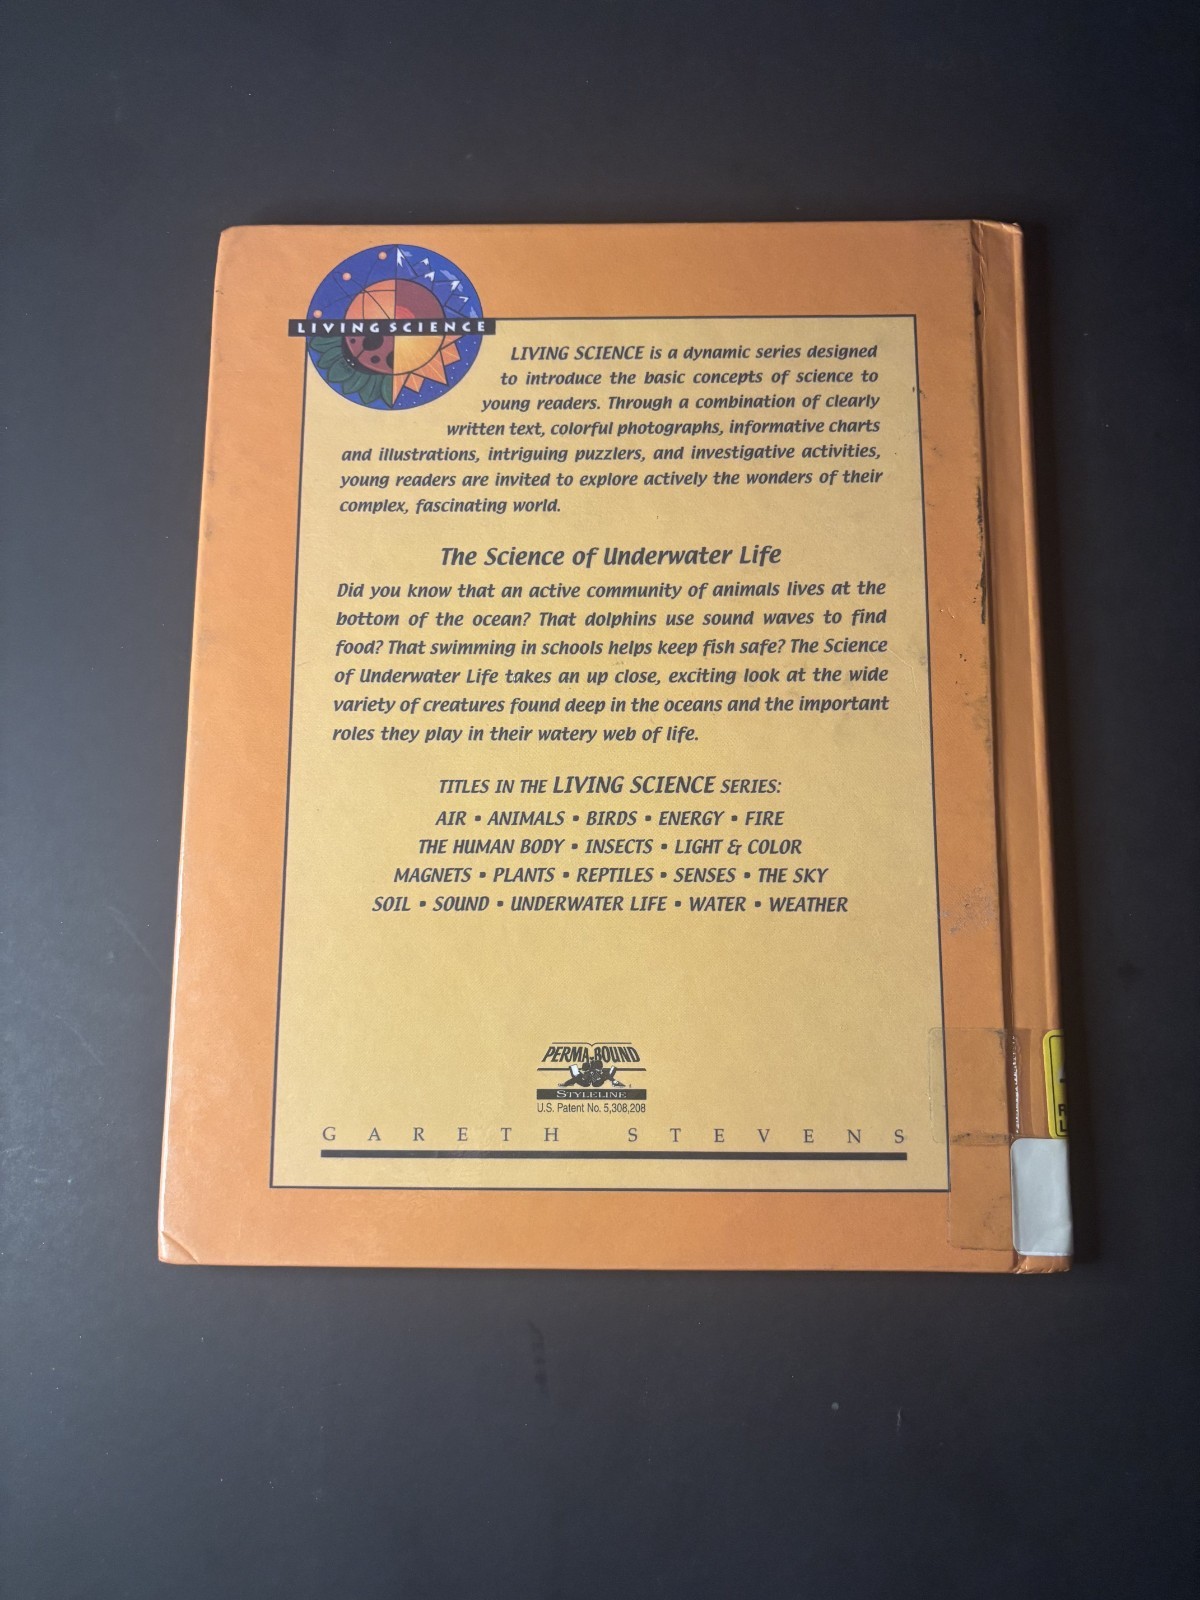 LIVING SCIENCE
LIVING SCIENCE is a dynamic series designed
to introduce the basic concepts of science to
young readers. Through a combination of clearly
written text, colorful photographs, informative charts
and illustrations, intriguing puzzlers, and investigative activities,
young readers are invited to explore actively the wonders of their
complex, fascinating world.
The Science of Underwater Life
Did you know that an active community of animals lives at the
bottom of the ocean? That dolphins use sound waves to find
food? That swimming in schools helps keep fish safe? The Science
of Underwater Life takes an up close, exciting look at the wide
variety of creatures found deep in the oceans and the important
roles they play in their watery web of life.
TITLES IN THE LIVING SCIENCE SERIES:
AIR ▪ ANIMALS ▪ BIRDS ▪ ENERGY ▪ FIRE
THE HUMAN BODY ▪ INSECTS ▪ LIGHT & COLOR
MAGNETS ▪ PLANTS ▪ REPTILES ▪ SENSES ▪ THE SKY
SOIL ▪ SOUND ▪ UNDERWATER LIFE ▪ WATER ▪ WEATHER
PERMA-BOUND
STYLELINE
U.S. Patent No. 5,308,208
GARETH STEVENS